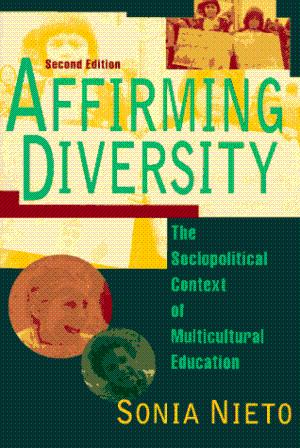 Second Edition
AFFIRMING
DIVERSITY
The
Sociopolitical
Context
of
Multicultural
Education
SONIA NIETO